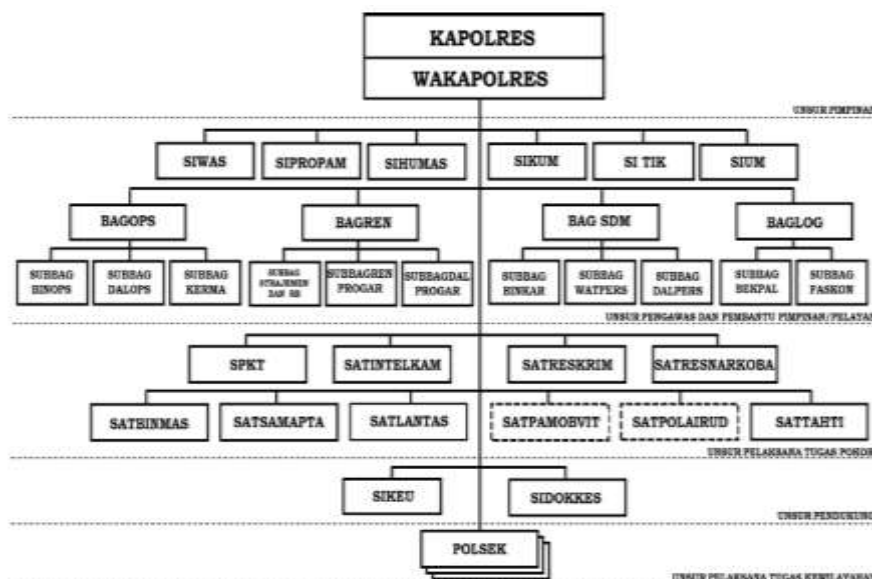 KAPOLRES
WAKAPOLRES
UNSUR PIMPINAN
SIWAS SIPROPAM SIHUMAS SIKUM SI TIK SIUM
BAGOPS BAGREN BAG SDM BAGLOG
SUBBAG BINOPS
SUBBAG DALOPS
SUBBAG KERMA
SUBBAG STRAJEMEN DAN RB
SUBBAGREN PROGAR
SUBBAGDAL PROGAR
SUBBAG BINKAR
SUBBAG WATPERS
SUBBAG DALPERS
SUBBAG BEKPAL
SUBBAG FASKON
UNSUR PENGAWAS DAN PEMBANTU PIMPINAN/PELAYAN
SPKT SATINTELKAM SATRESKRIM SATRESNARKOBA
SATBINMAS SATSAMAPTA SATLANTAS SATPAMOBVIT SATPOLAIRUD SATTAHTI
UNSUR PELAKSANA TUGAS POKOK
SIKEU SIDOKKES
UNSUR PENDUKUNG
POLSEK
UNSUR PELAKSANA TUGAS KEWILAYAHAN